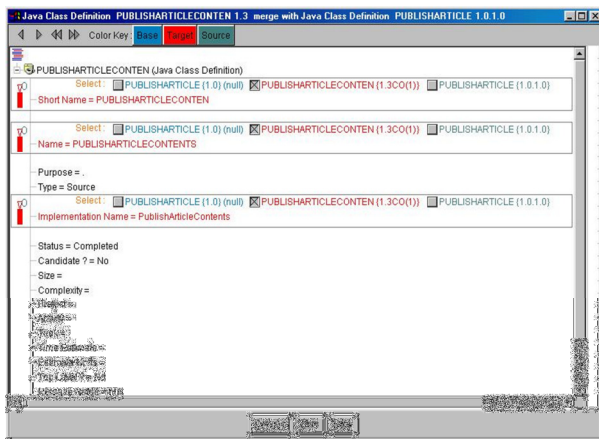 Java Class Definition PUBLISHARTICLECONTEN 1.3 merge with Java Class Definition PUBLISHARTICLE 1.0.1.0
Color Key: Base Target Source
PUBLISHARTICLECONTEN (Java Class Definition)
Select: PUBLISHARTICLE (1.0) (null) PUBLISHARTICLECONTEN (1.3CO(1)) PUBLISHARTICLE (1.0.1.0)
Short Name = PUBLISHARTICLECONTEN
Select: PUBLISHARTICLE (1.0) (null) PUBLISHARTICLECONTEN (1.3CO(1)) PUBLISHARTICLE (1.0.1.0)
Name = PUBLISHARTICLECONTENTS
Purpose = .
Type = Source
Select: PUBLISHARTICLE (1.0) (null) PUBLISHARTICLECONTEN (1.3CO(1)) PUBLISHARTICLE (1.0.1.0)
Implementation Name = PublishArticleContents
Status = Completed
Candidate ? = No
Size =
Complexity =